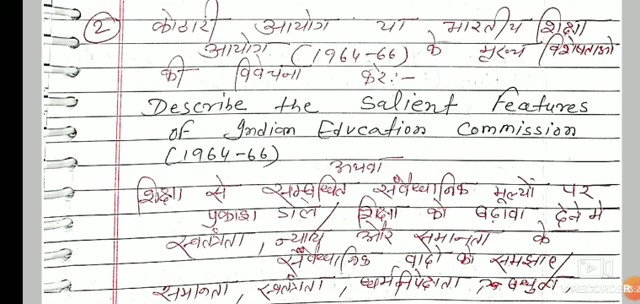 ② कोठारी आयोग या भारतीय शिक्षा
आयोग (1964-66) के मुख्य विशेषताओ
की विवेचना करे:-
Describe the Salient Features
of Indian Education Commission
(1964-66)
अथवा
शिक्षा से सम्बन्धित संवैधानिक मूल्यों पर
प्रकाश डाले/ शिक्षा को बढ़ावा देने मे
स्वतंत्रता, न्याय और समानता के
संवैधानिक वादो को समझाए/
समानता, स्वतंत्रता, धर्मनिपेक्षता,